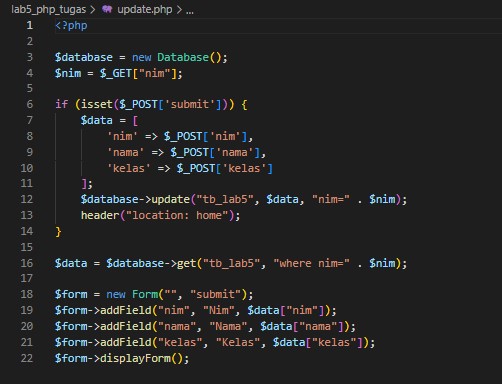 lab5_php_tugas > update.php > ...
1 <?php
2
3 $database = new Database();
4 $nim = $_GET["nim"];
5
6 if (isset($_POST['submit'])) {
7     $data = [
8         'nim' => $_POST['nim'],
9         'nama' => $_POST['nama'],
10         'kelas' => $_POST['kelas']
11     ];
12     $database->update("tb_lab5", $data, "nim=" . $nim);
13     header("location: home");
14 }
15
16 $data = $database->get("tb_lab5", "where nim=" . $nim);
17
18 $form = new Form("", "submit");
19 $form->addField("nim", "Nim", $data["nim"]);
20 $form->addField("nama", "Nama", $data["nama"]);
21 $form->addField("kelas", "Kelas", $data["kelas"]);
22 $form->displayForm();